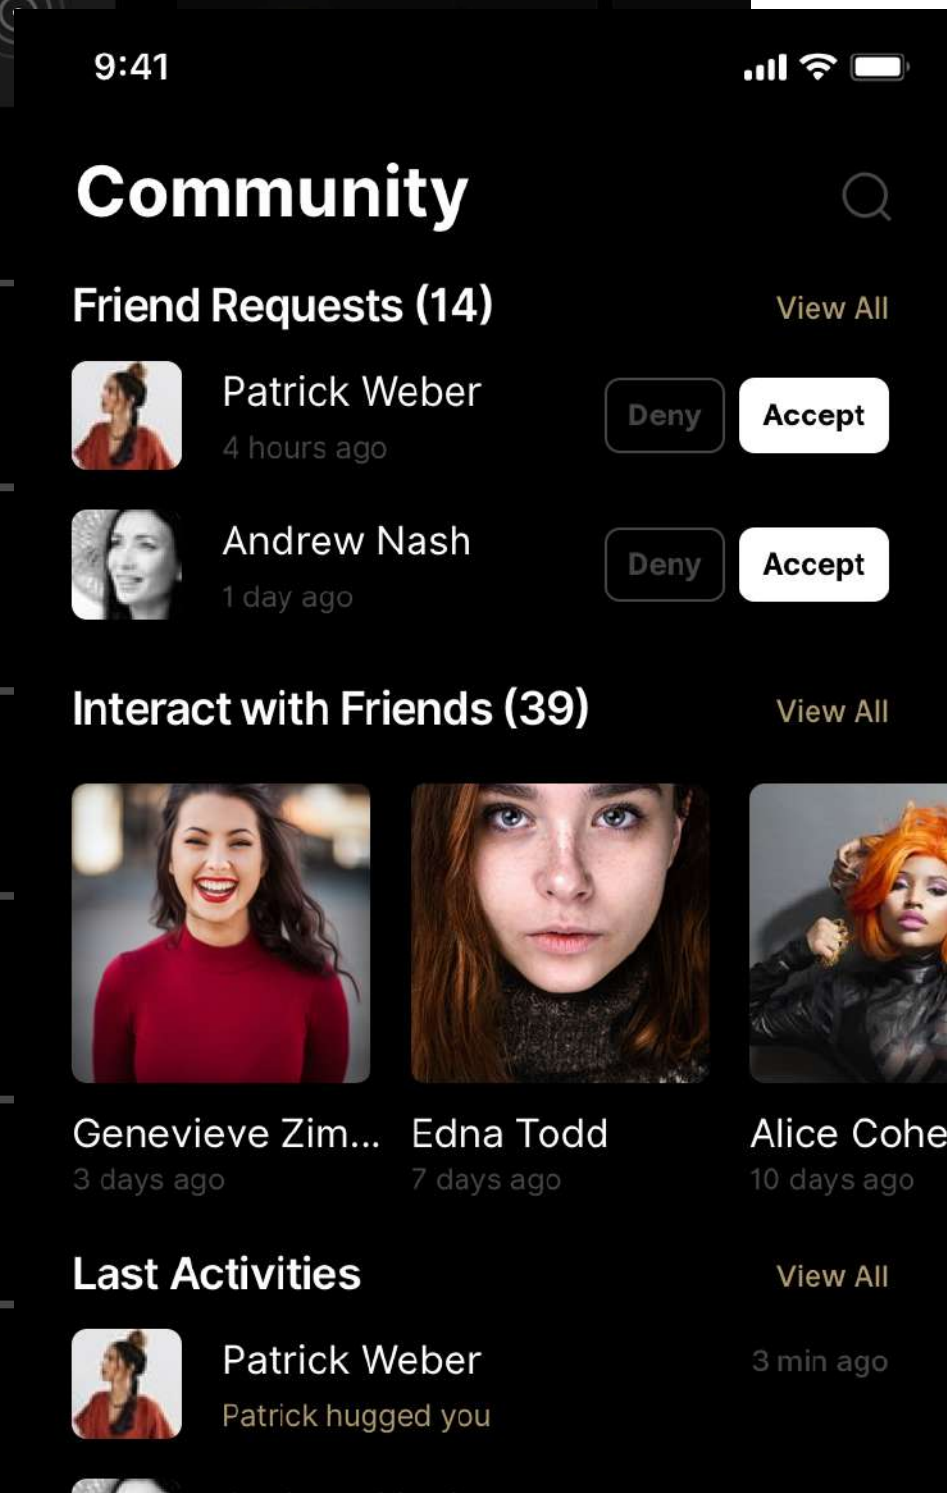 9:41
Community
Friend Requests (14)
View All
Patrick Weber
4 hours ago
Deny
Accept
Andrew Nash
1 day ago
Deny
Accept
Interact with Friends (39)
View All
Genevieve Zim...
3 days ago
Edna Todd
7 days ago
Alice Cohe
10 days ago
Last Activities
View All
Patrick Weber
3 min ago
Patrick hugged you